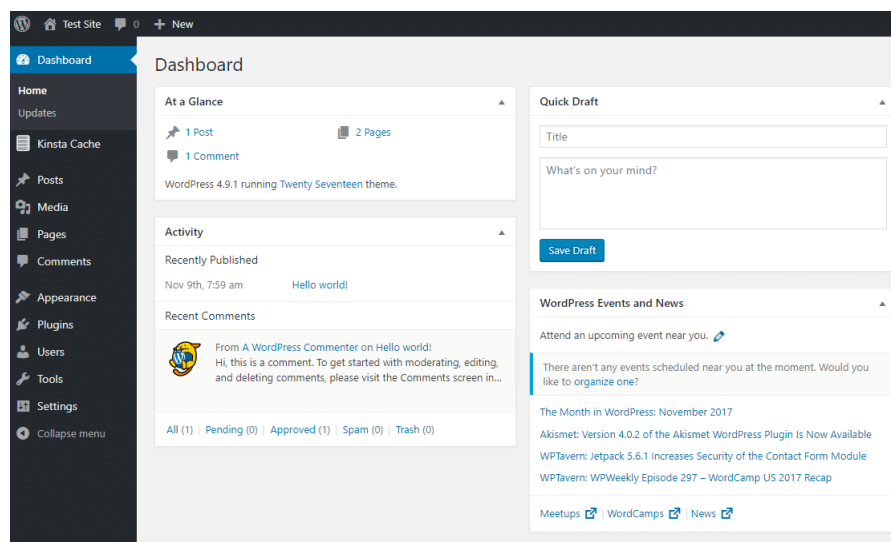 Test Site 0 + New
Dashboard
Home
Updates
Kinsta Cache
Posts
Media
Pages
Comments
Appearance
Plugins
Users
Tools
Settings
Collapse menu
Dashboard
At a Glance
1 Post 2 Pages
1 Comment
WordPress 4.9.1 running Twenty Seventeen theme.
Activity
Recently Published
Nov 9th, 7:59 am Hello world!
Recent Comments
From A WordPress Commenter on Hello world!
Hi, this is a comment. To get started with moderating, editing,
and deleting comments, please visit the Comments screen in...
All (1) | Pending (0) | Approved (1) | Spam (0) | Trash (0)
Quick Draft
Title
What's on your mind?
Save Draft
WordPress Events and News
Attend an upcoming event near you.
There aren't any events scheduled near you at the moment. Would you
like to organize one?
The Month in WordPress: November 2017
Akismet: Version 4.0.2 of the Akismet WordPress Plugin Is Now Available
WPTavern: Jetpack 5.6.1 Increases Security of the Contact Form Module
WPTavern: WPWeekly Episode 297 – WordCamp US 2017 Recap
Meetups | WordCamps | News